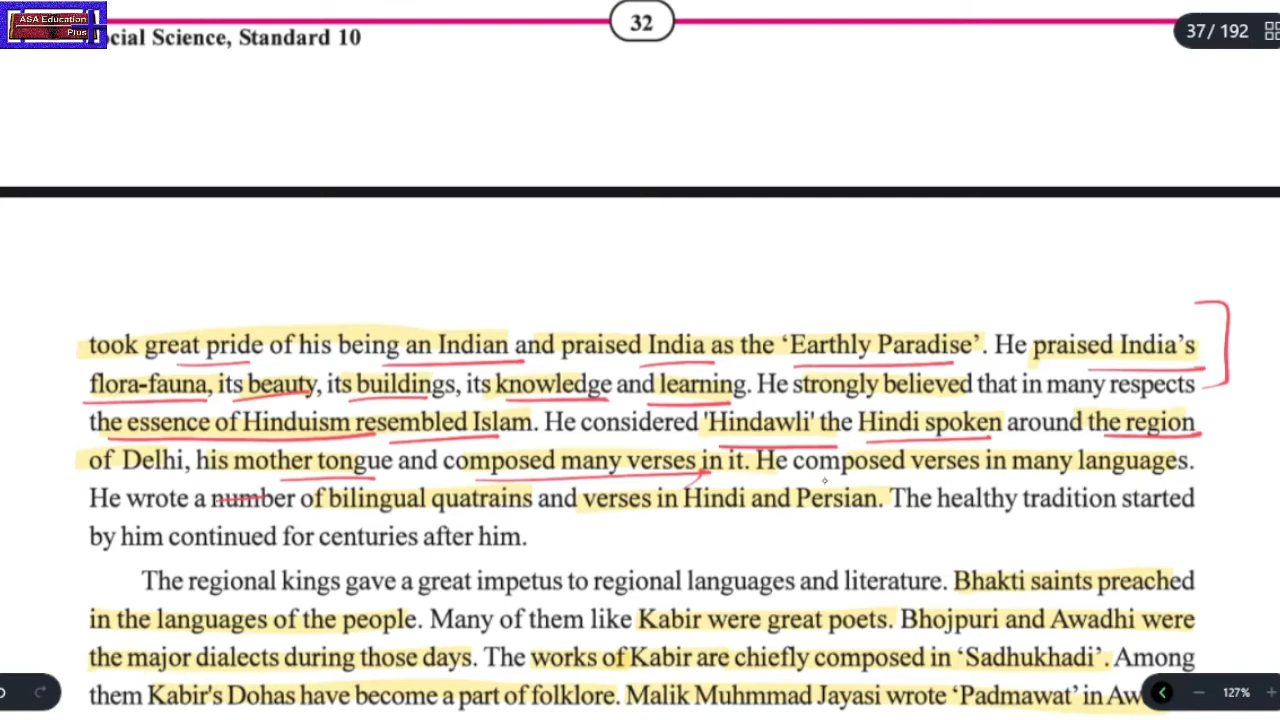 ASA Education
Plus
32
37/ 192
ocial Science, Standard 10
took great pride of his being an Indian and praised India as the ‘Earthly Paradise’. He praised India’s
flora-fauna, its beauty, its buildings, its knowledge and learning. He strongly believed that in many respects
the essence of Hinduism resembled Islam. He considered 'Hindawli' the Hindi spoken around the region
of Delhi, his mother tongue and composed many verses in it. He composed verses in many languages.
He wrote a number of bilingual quatrains and verses in Hindi and Persian. The healthy tradition started
by him continued for centuries after him.
The regional kings gave a great impetus to regional languages and literature. Bhakti saints preached
in the languages of the people. Many of them like Kabir were great poets. Bhojpuri and Awadhi were
the major dialects during those days. The works of Kabir are chiefly composed in ‘Sadhukhadi’. Among
them Kabir's Dohas have become a part of folklore. Malik Muhmmad Jayasi wrote ‘Padmawat’ in Aw
127%